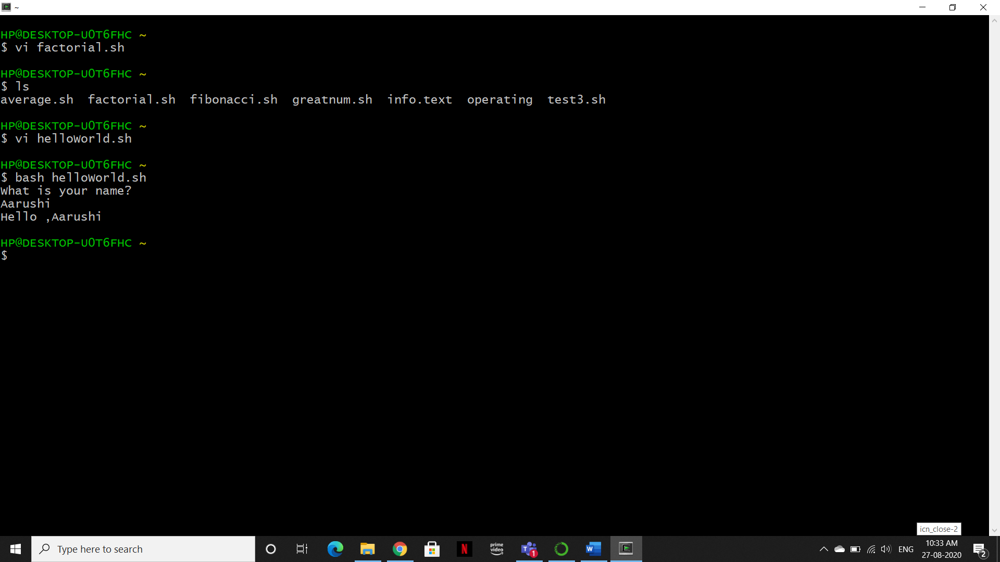 ~
HP@DESKTOP-U0T6FHC ~
$ vi factorial.sh
HP@DESKTOP-U0T6FHC ~
$ ls
average.sh  factorial.sh  fibonacci.sh  greatnum.sh  info.text  operating  test3.sh
HP@DESKTOP-U0T6FHC ~
$ vi helloWorld.sh
HP@DESKTOP-U0T6FHC ~
$ bash helloWorld.sh
What is your name?
Aarushi
Hello ,Aarushi
HP@DESKTOP-U0T6FHC ~
$
icn_close-2
Type here to search
N
prime video
T 1
W
ENG
10:33 AM
27-08-2020
2